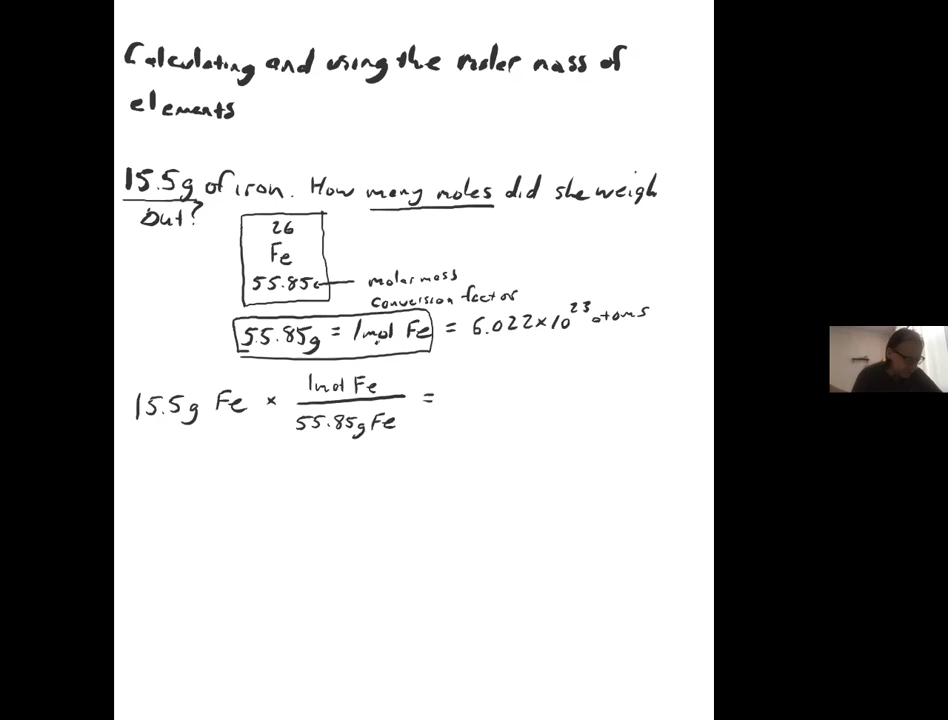 Calculating and using the molar mass of
elements
15.5g of iron. How many moles did she weigh
out?
26
Fe
55.85
molar mass
conversion factor
55.85g = 1mol Fe = 6.022×10²³ atoms
15.5g Fe × 1mol Fe / 55.85g Fe =